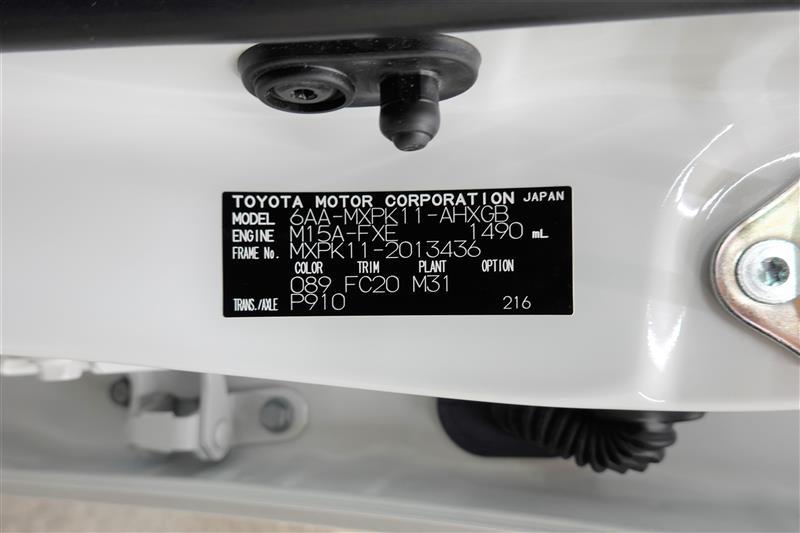 TOYOTA MOTOR CORPORATION JAPAN
MODEL 6AA-MXPK11-AHXGB
ENGINE M15A-FXE 1490 mL
FRAME No. MXPK11-2013436
COLOR TRIM PLANT OPTION
089 FC20 M31
TRANS./AXLE P910 216